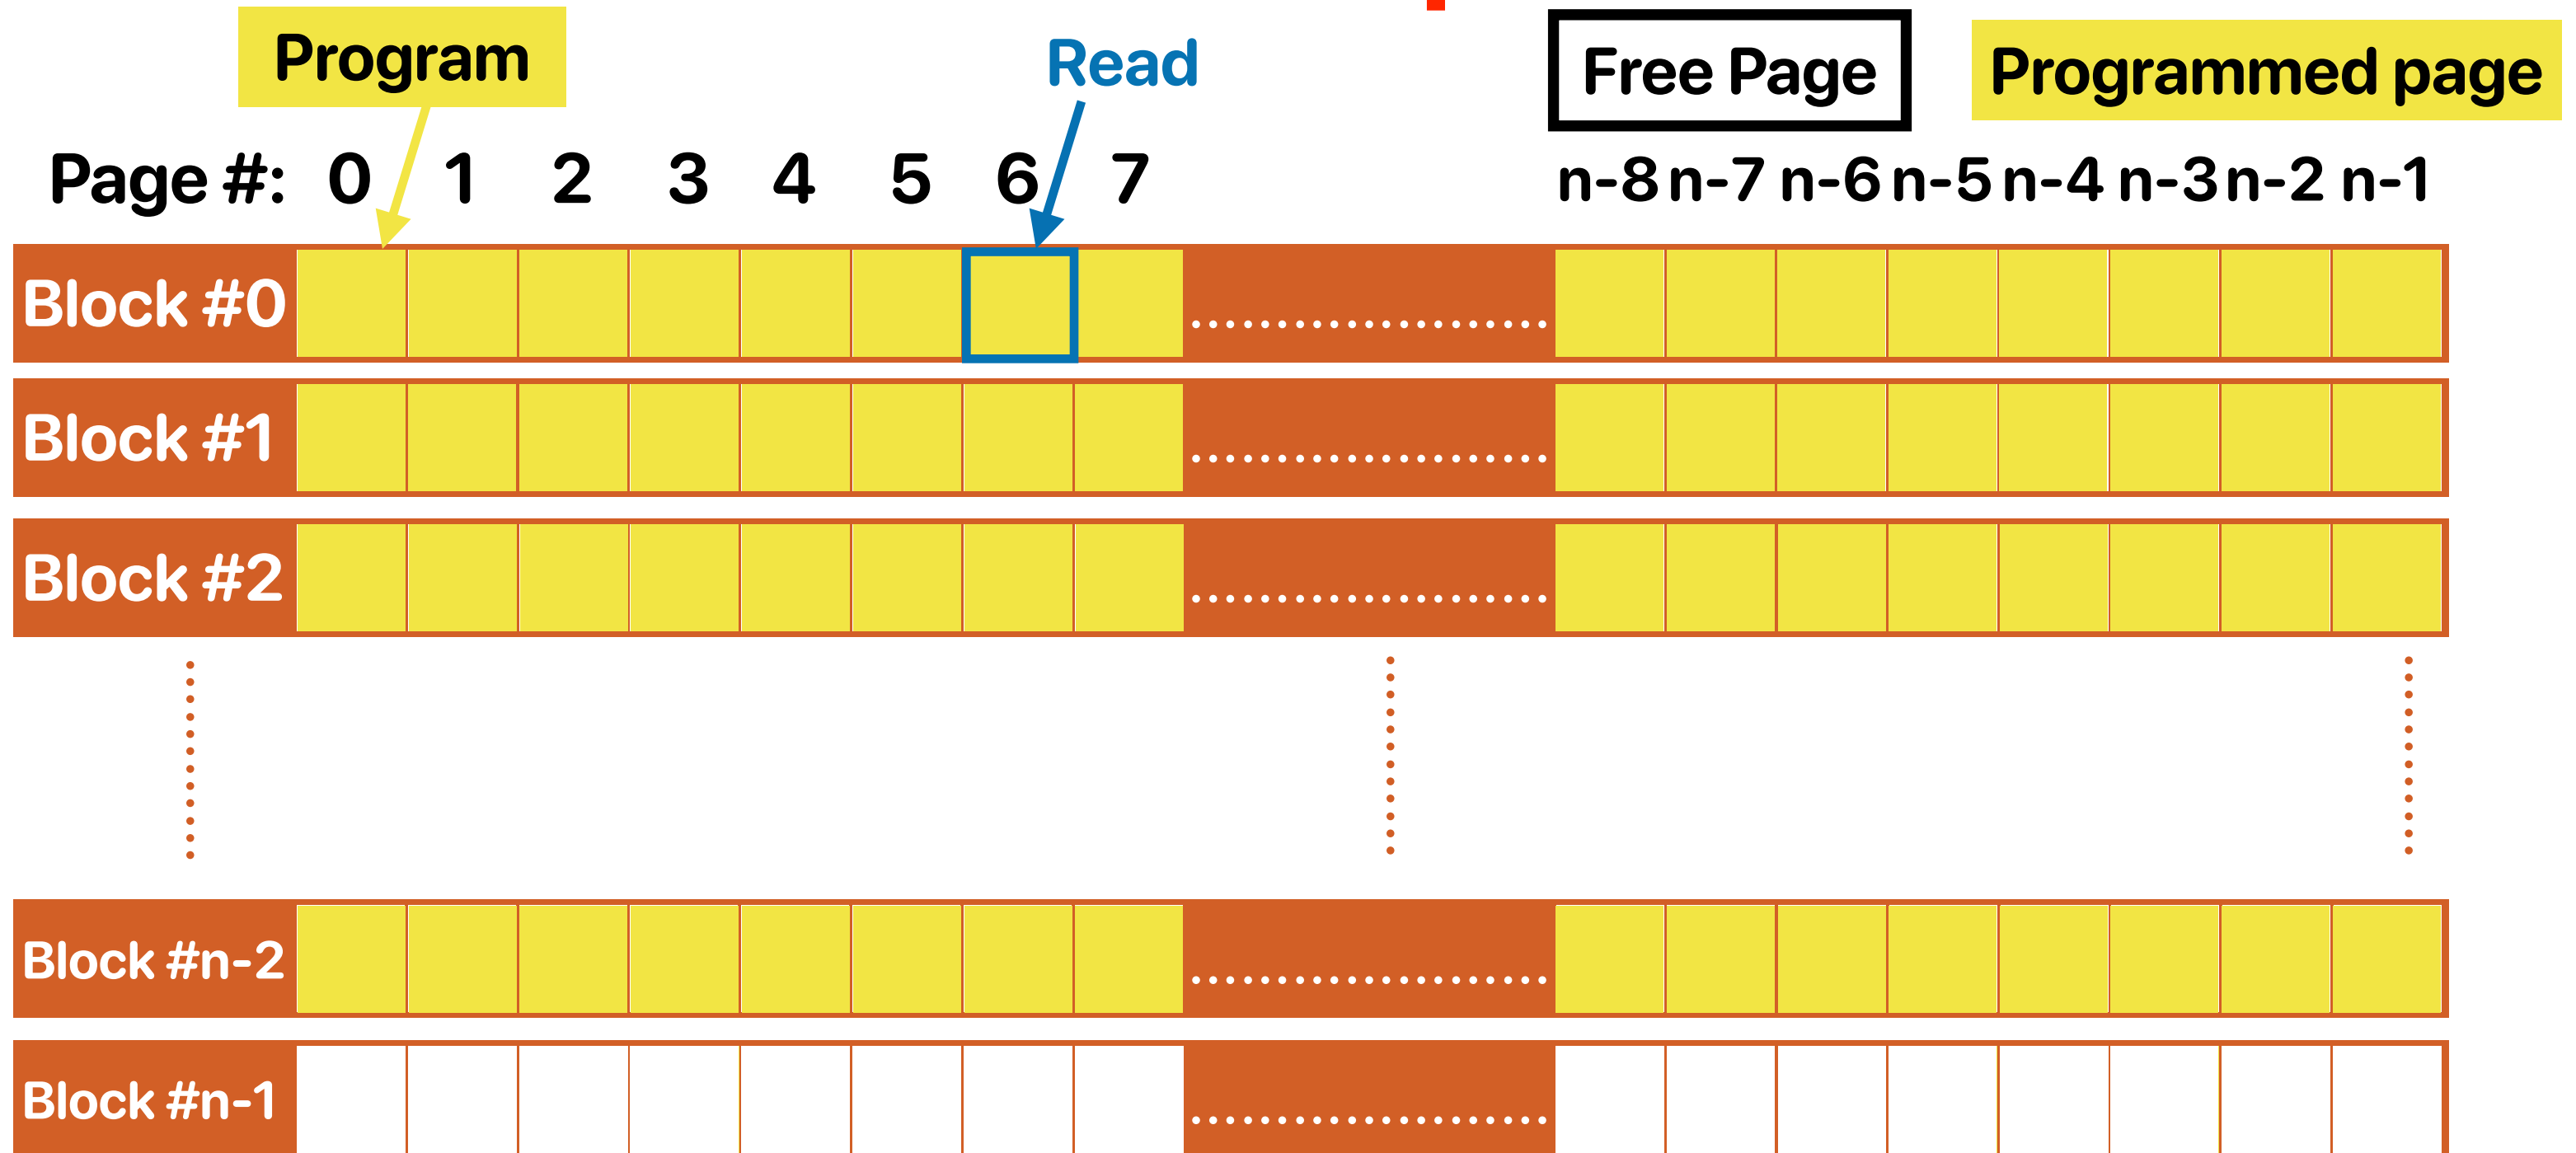 Program
Read
Free Page
Programmed page
Page #: 0 1 2 3 4 5 6 7 n-8 n-7 n-6 n-5 n-4 n-3 n-2 n-1
Block #0
Block #1
Block #2
Block #n-2
Block #n-1